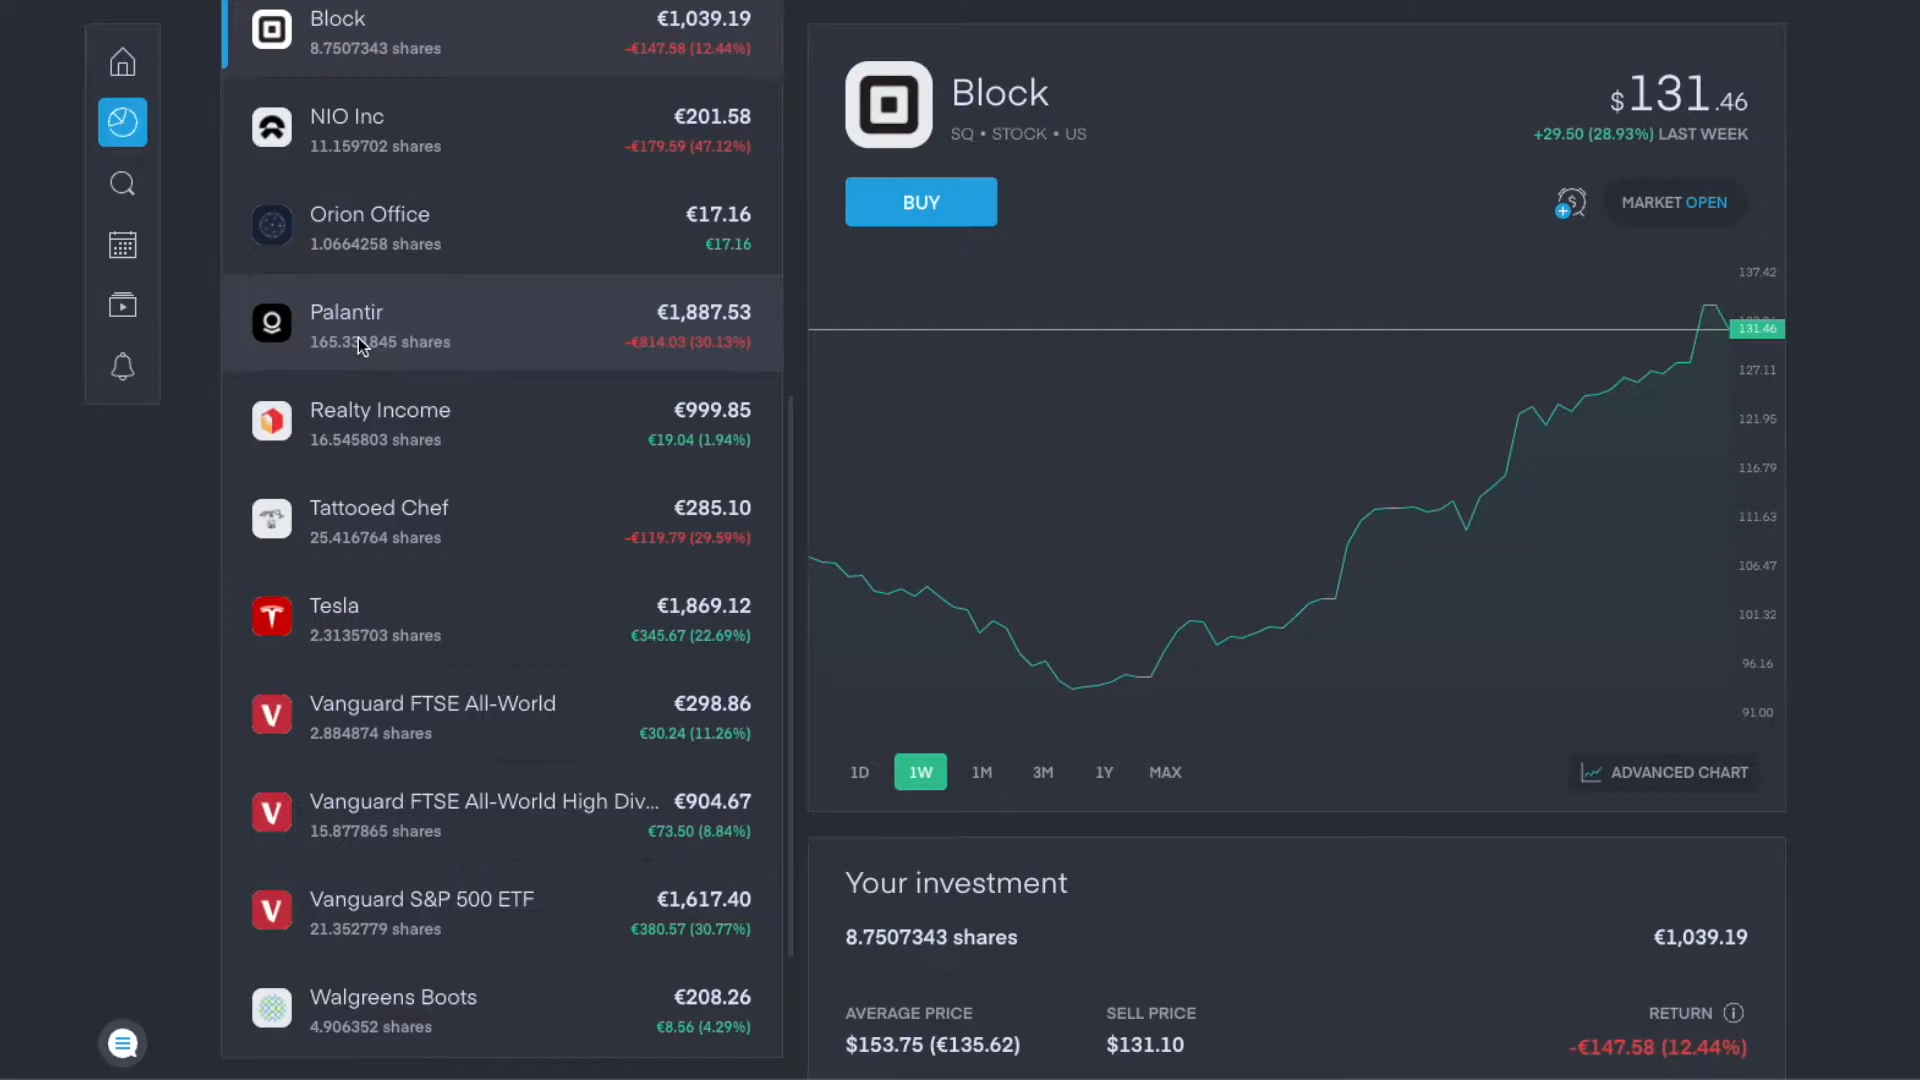 Block €1,039.19
8.7507343 shares -€147.58 (12.44%)
NIO Inc €201.58
11.159702 shares -€179.59 (47.12%)
Orion Office €17.16
1.0664258 shares €17.16
Palantir €1,887.53
shares -€814.03 (30.13%)
Realty Income €999.85
16.545803 shares €19.04 (1.94%)
Tattooed Chef €285.10
25.416764 shares -€119.79 (29.59%)
Tesla €1,869.12
2.3135703 shares €345.67 (22.69%)
Vanguard FTSE All-World €298.86
2.884874 shares €30.24 (11.26%)
Vanguard FTSE All-World High Div... €904.67
15.877865 shares €73.50 (8.84%)
Vanguard S&P 500 ETF €1,617.40
21.352779 shares €380.57 (30.77%)
Walgreens Boots €208.26
4.906352 shares €8.56 (4.29%)
Block $131.46
SQ • STOCK • US +29.50 (28.93%) LAST WEEK
BUY MARKET OPEN
137.42
131.46
127.11
121.95
116.79
111.63
106.47
101.32
96.16
91.00
1D 1W 1M 3M 1Y MAX ADVANCED CHART
Your investment
8.7507343 shares €1,039.19
AVERAGE PRICE SELL PRICE RETURN
$153.75 (€135.62) $131.10 -€147.58 (12.44%)